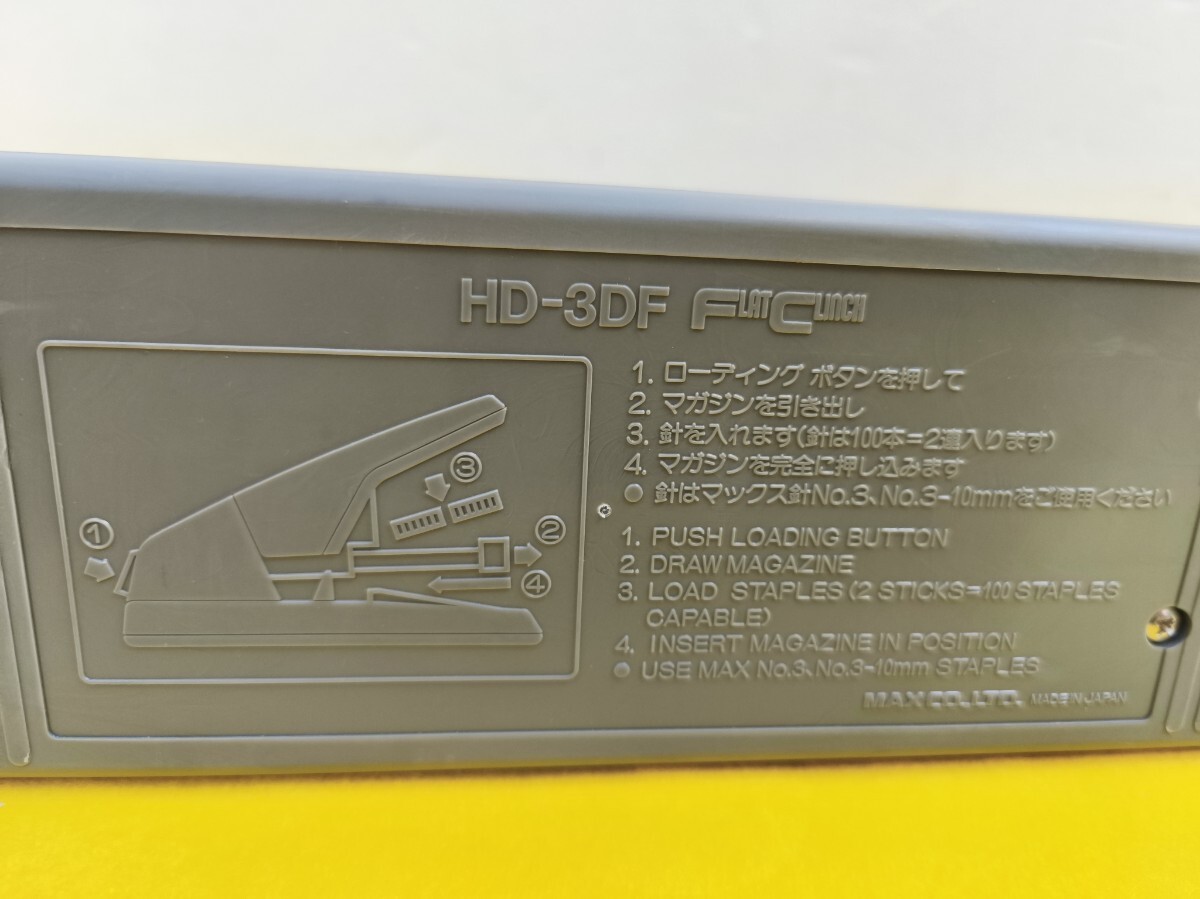 HD-3DF FLAT CLINCH
1. ローディング ボタンを押して
2. マガジンを引き出し
3. 針を入れます(針は100本=2連入ります)
4. マガジンを完全に押し込みます
● 針はマックス針No.3、No.3-10mmをご使用ください
1. PUSH LOADING BUTTON
2. DRAW MAGAZINE
3. LOAD STAPLES (2 STICKS=100 STAPLES
CAPABLE)
4. INSERT MAGAZINE IN POSITION
● USE MAX No.3、No.3-10mm STAPLES
MAX CO.,LTD. MADE IN JAPAN
①
②
③
④